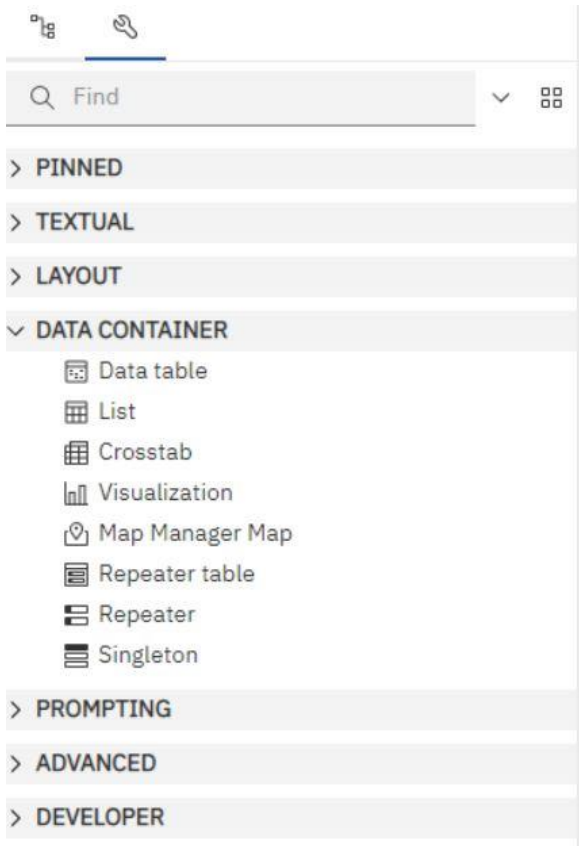 Find
PINNED
TEXTUAL
LAYOUT
DATA CONTAINER
Data table
List
Crosstab
Visualization
Map Manager Map
Repeater table
Repeater
Singleton
PROMPTING
ADVANCED
DEVELOPER